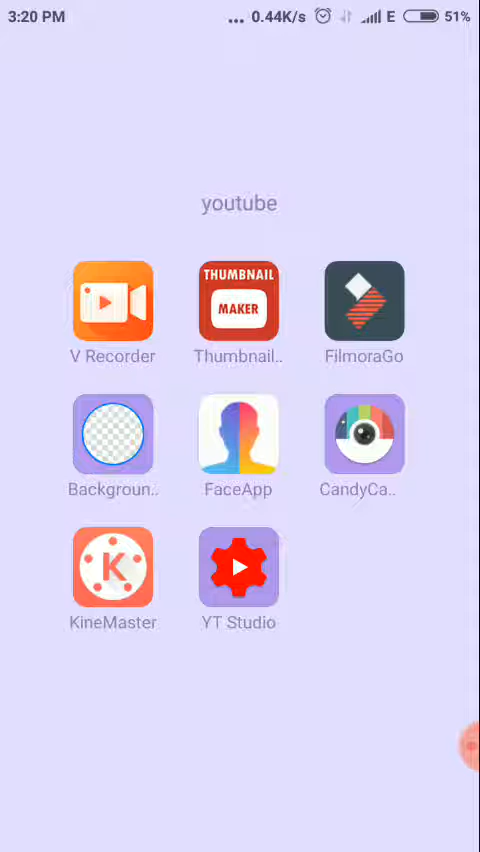 3:20 PM ... 0.44K/s E 51%
youtube
THUMBNAIL
MAKER
V Recorder Thumbnail.. FilmoraGo
Backgroun.. FaceApp CandyCa..
K
KineMaster YT Studio